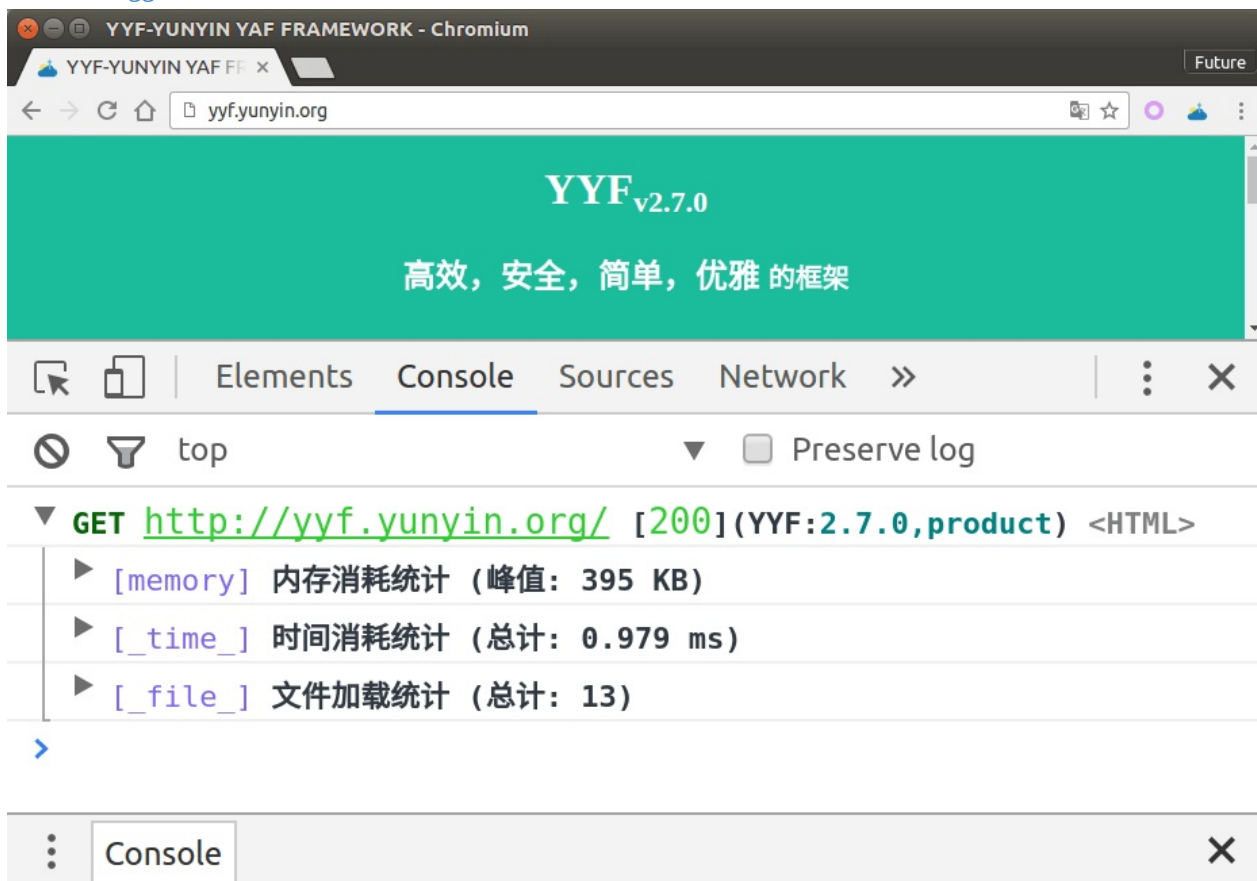 YYF-YUNYIN YAF FRAMEWORK - Chromium
YYF-YUNYIN YAF FR
Future
yyf.yunyin.org
YYFv2.7.0
高效，安全，简单，优雅 的框架
Elements Console Sources Network »
top Preserve log
GET http://yyf.yunyin.org/ [200](YYF:2.7.0,product) <HTML>
[memory] 内存消耗统计 (峰值: 395 KB)
[_time_] 时间消耗统计 (总计: 0.979 ms)
[_file_] 文件加载统计 (总计: 13)
Console